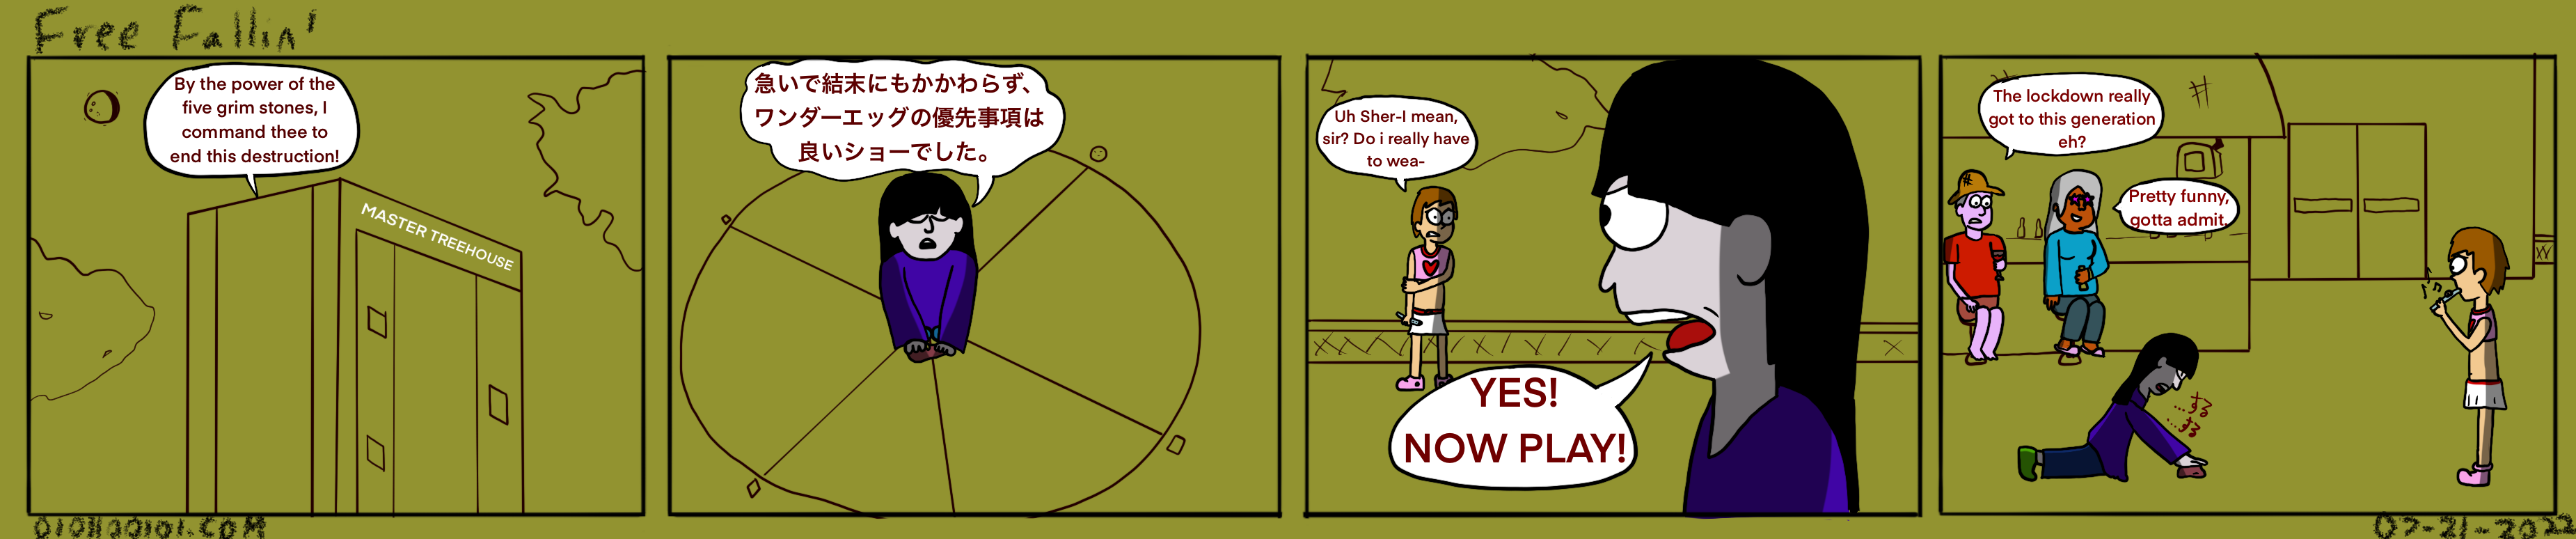 Free Fallin'
By the power of the
five grim stones, I
command thee to
end this destruction!
MASTER TREEHOUSE
急いで結末にもかかわらず、
ワンダーエッグの優先事項は
良いショーでした。
Uh Sher-I mean,
sir? Do i really have
to wea-
YES!
NOW PLAY!
The lockdown really
got to this generation
eh?
Pretty funny,
gotta admit.
...する
...する
0101100101.COM
07-21-2022